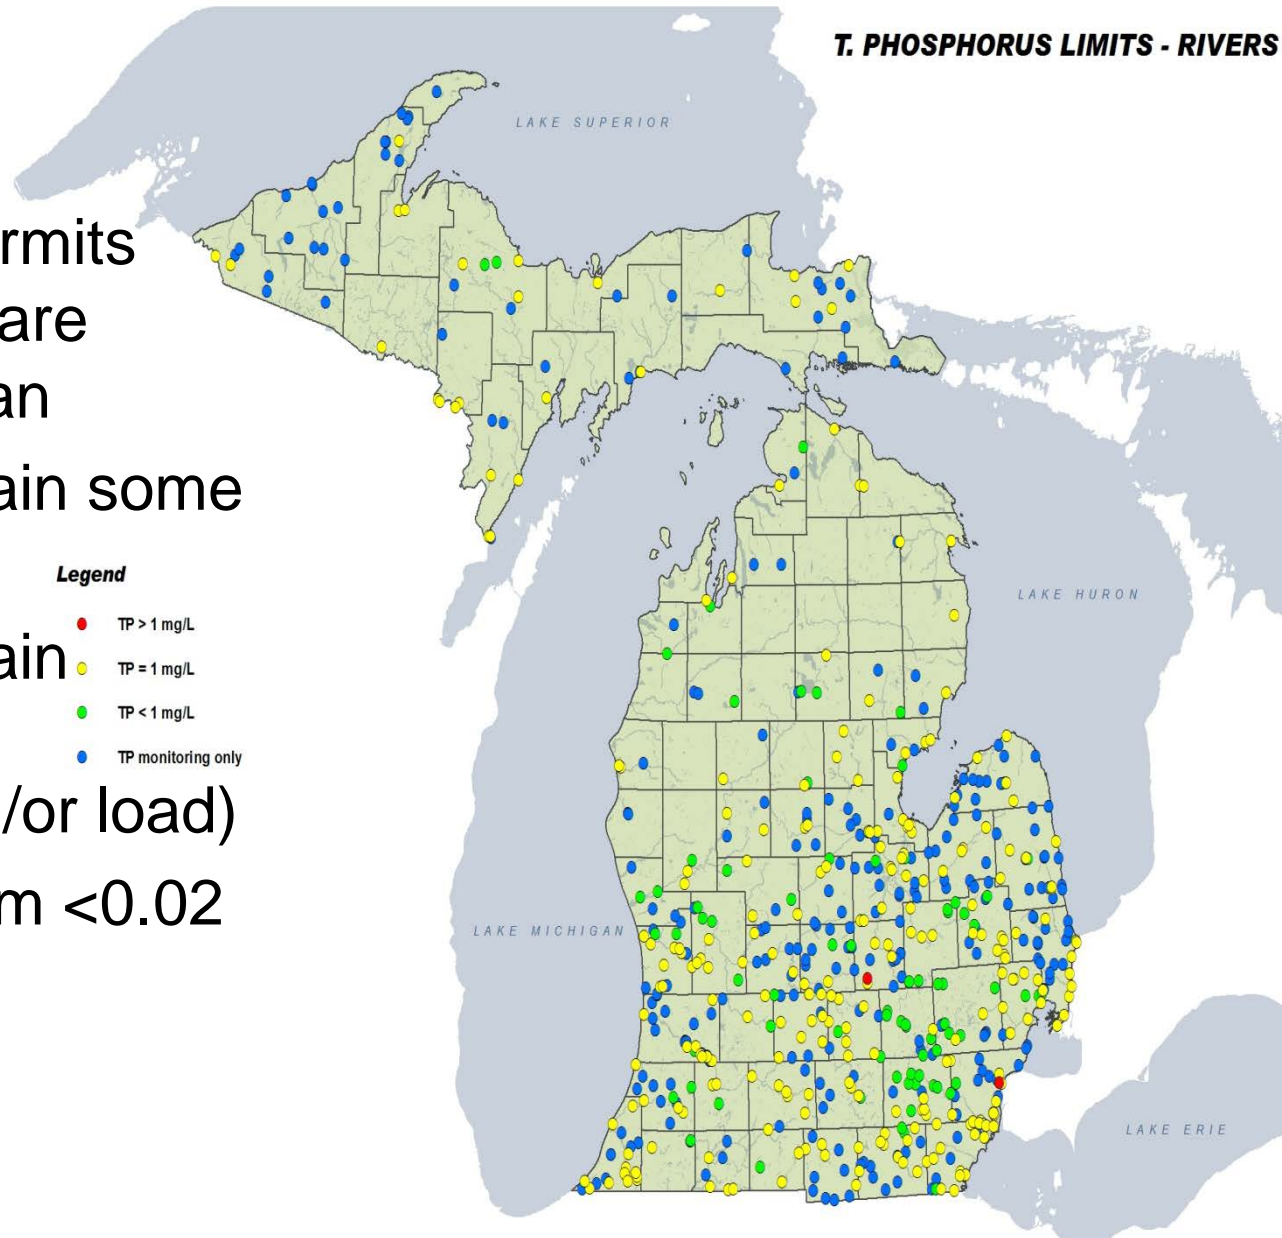 T. PHOSPHORUS LIMITS - RIVERS
LAKE SUPERIOR
rmits
are
an
ain some
Legend
TP > 1 mg/L
ain
TP = 1 mg/L
TP < 1 mg/L
TP monitoring only
/or load)
m <0.02
LAKE HURON
LAKE MICHIGAN
LAKE ERIE